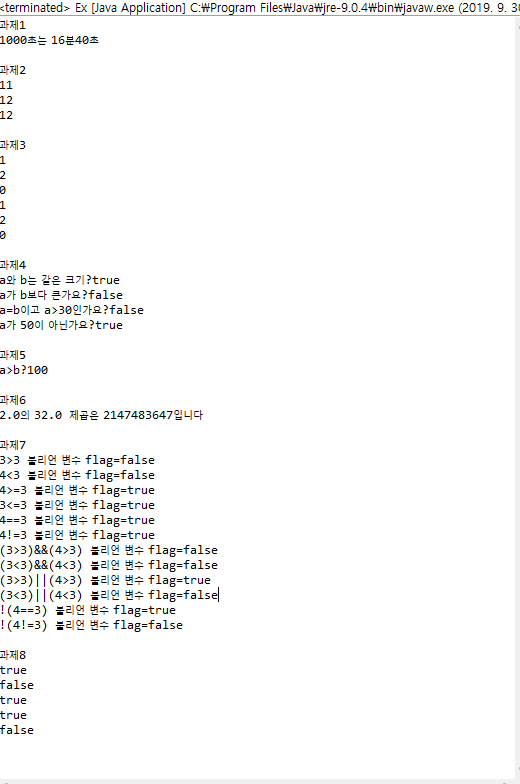 <terminated> Ex [Java Application] C:₩Program Files₩Java₩jre-9.0.4₩bin₩javaw.exe (2019. 9. 30
과제1
1000초는 16분40초
과제2
11
12
12
과제3
1
2
0
1
2
0
과제4
a와 b는 같은 크기?true
a가 b보다 큰가요?false
a=b이고 a>30인가요?false
a가 50이 아닌가요?true
과제5
a>b?100
과제6
2.0의 32.0 제곱은 2147483647입니다
과제7
3>3 불리언 변수 flag=false
4<3 불리언 변수 flag=false
4>=3 불리언 변수 flag=true
3<=3 불리언 변수 flag=true
4==3 불리언 변수 flag=true
4!=3 불리언 변수 flag=true
(3>3)&&(4>3) 불리언 변수 flag=false
(3<3)&&(4<3) 불리언 변수 flag=false
(3>3)||(4>3) 불리언 변수 flag=true
(3<3)||(4<3) 불리언 변수 flag=false
!(4==3) 불리언 변수 flag=true
!(4!=3) 불리언 변수 flag=false
과제8
true
false
true
true
false